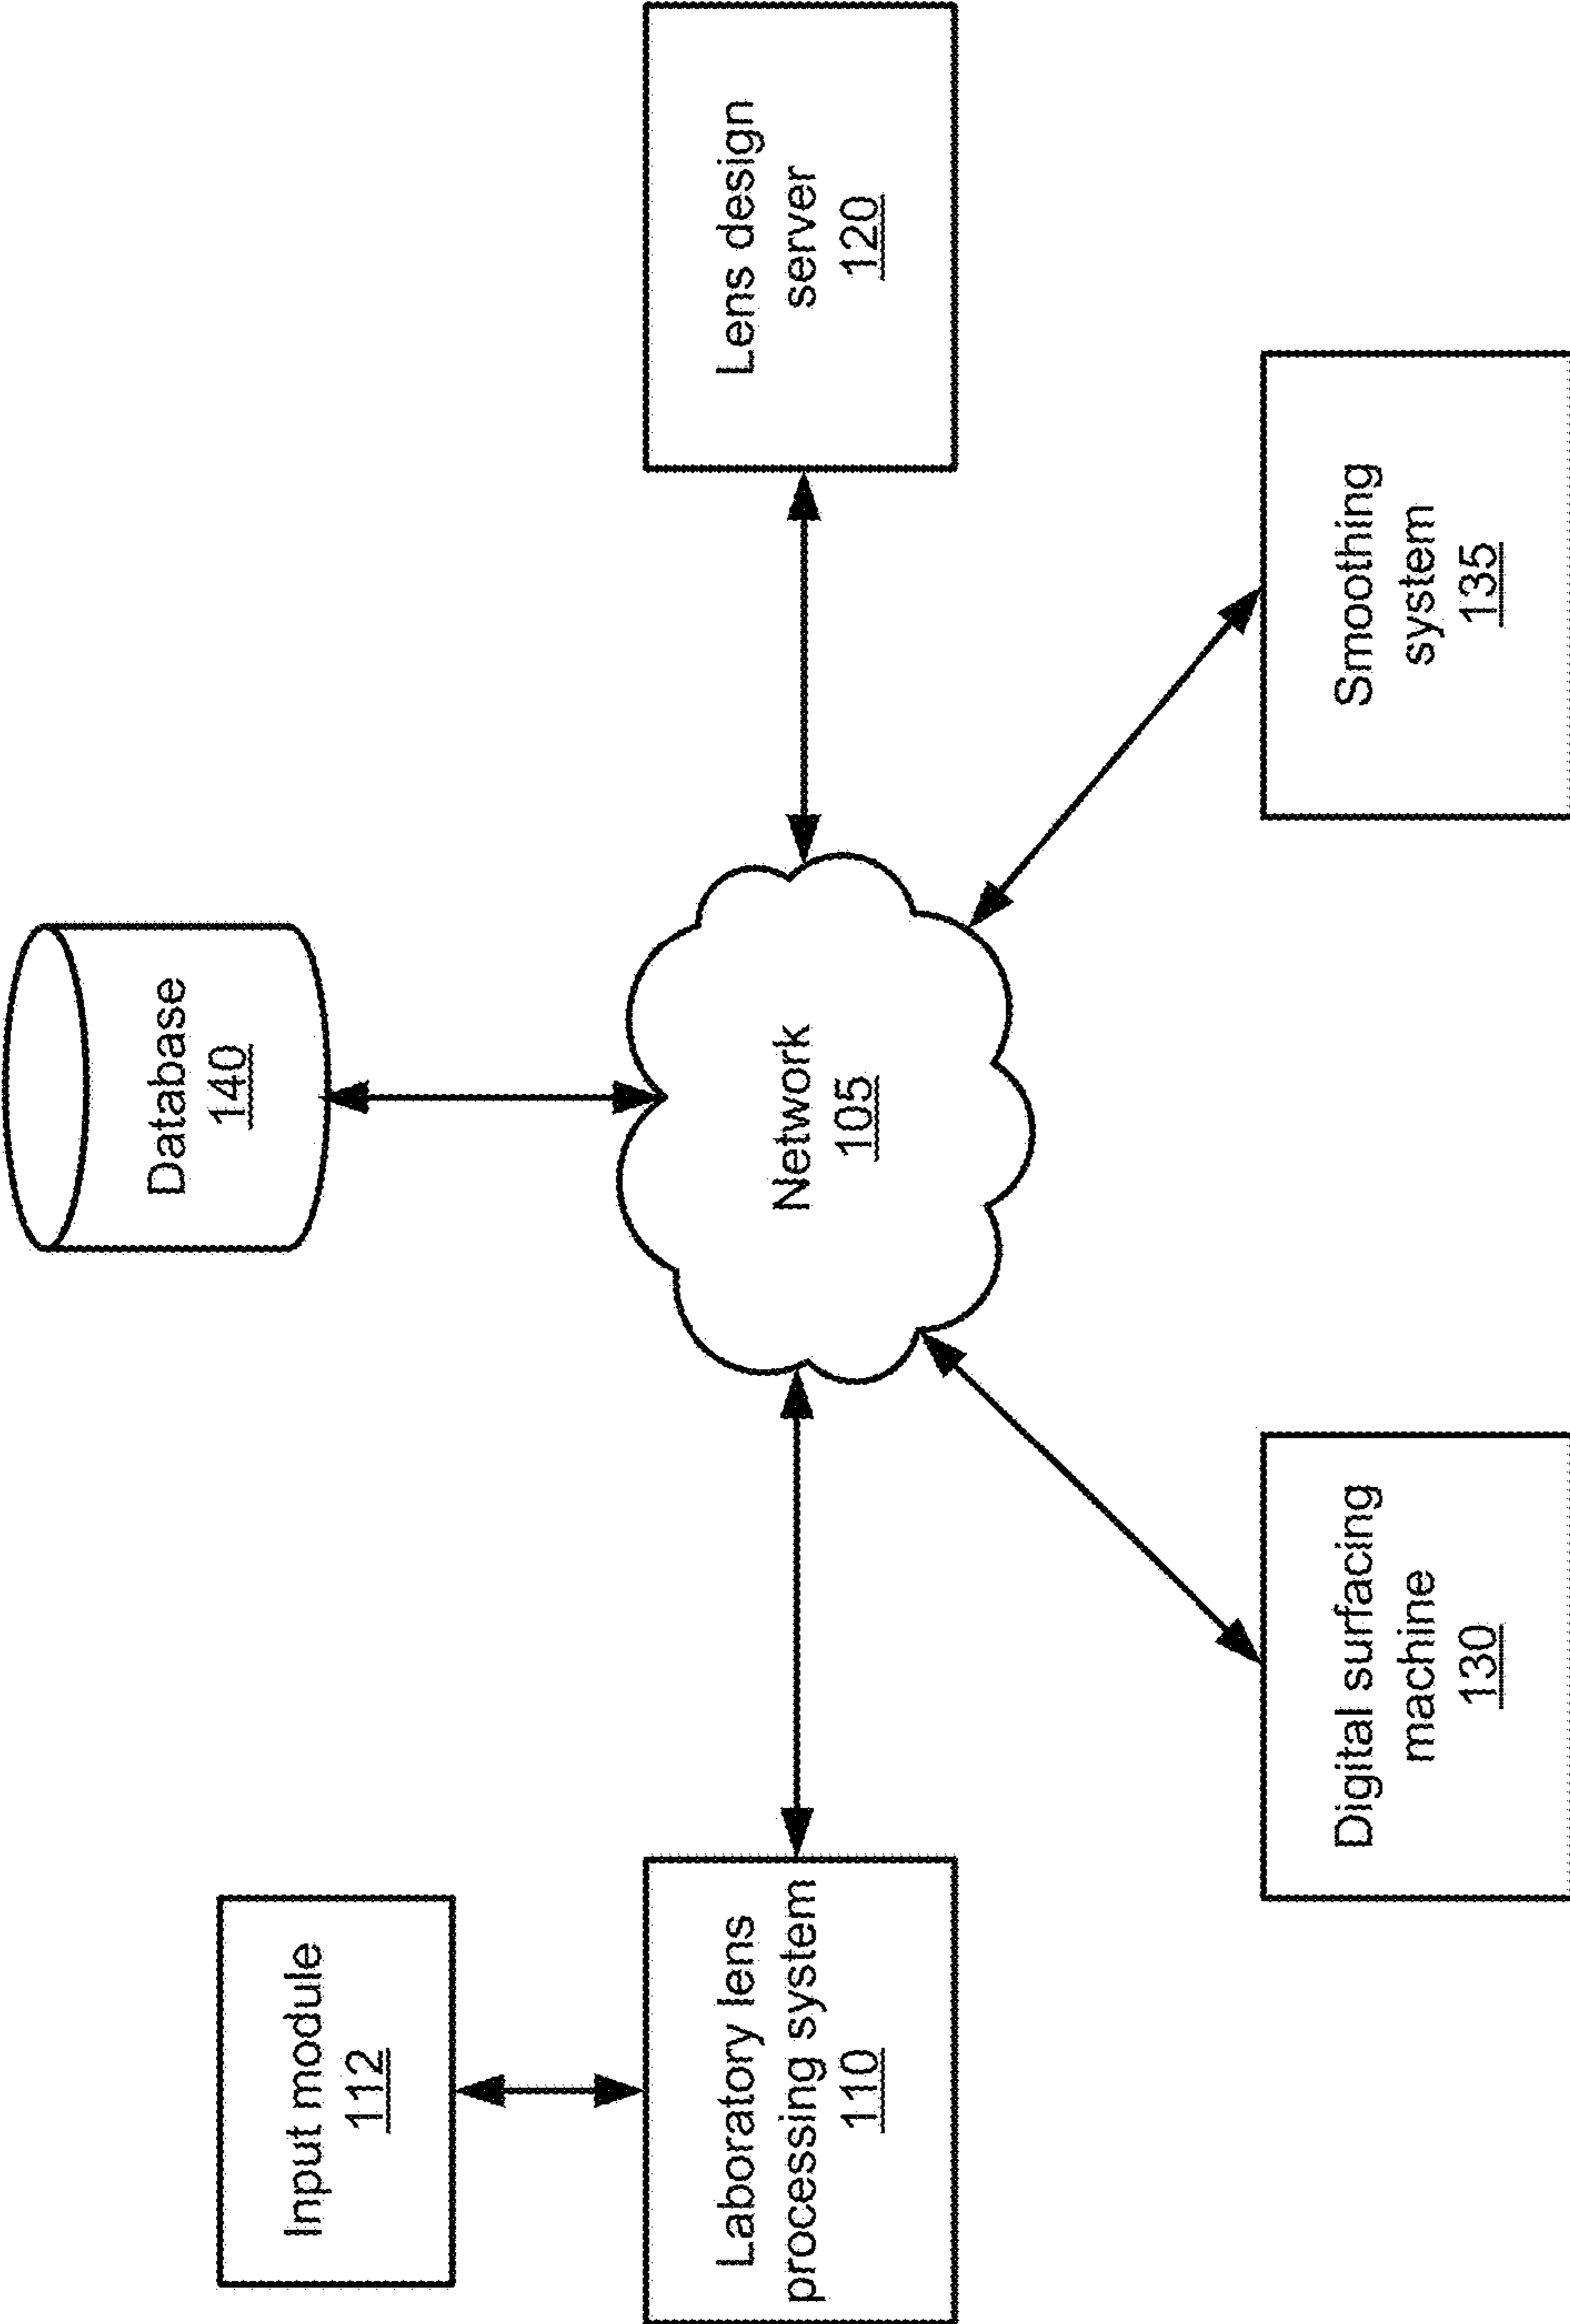 Input module
112
Database
140
Laboratory lens
processing system
110
Network
105
Lens design
server
120
Digital surfacing
machine
130
Smoothing
system
135